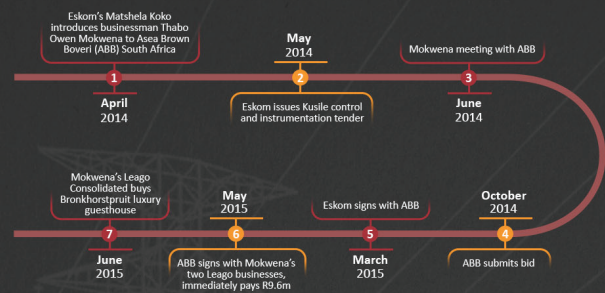 Eskom's Matshela Koko
introduces businessman Thabo
Owen Mokwena to Asea Brown
Boveri (ABB) South Africa
1
April
2014
May
2014
2
Eskom issues Kusile control
and instrumentation tender
Mokwena meeting with ABB
3
June
2014
October
2014
4
ABB submits bid
Eskom signs with ABB
5
March
2015
May
2015
6
ABB signs with Mokwena's
two Leago businesses,
immediately pays R9.6m
Mokwena's Leago
Consolidated buys
Bronkhorstpruit luxury
guesthouse
7
June
2015